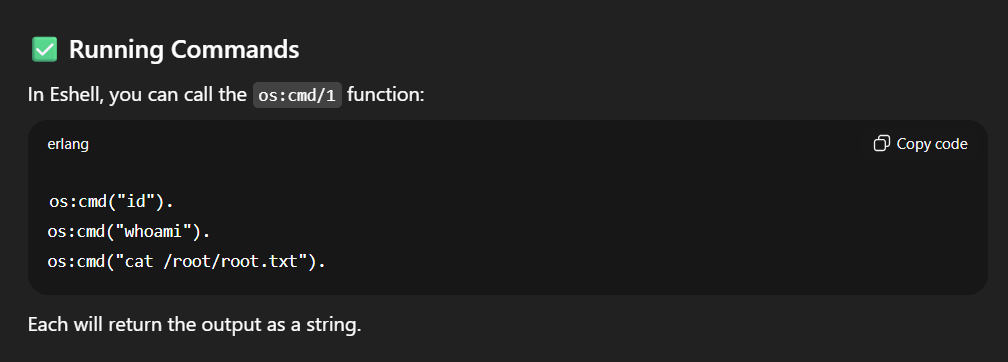 ✅ Running Commands
In Eshell, you can call the os:cmd/1 function:
erlang
Copy code
os:cmd("id").
os:cmd("whoami").
os:cmd("cat /root/root.txt").
Each will return the output as a string.